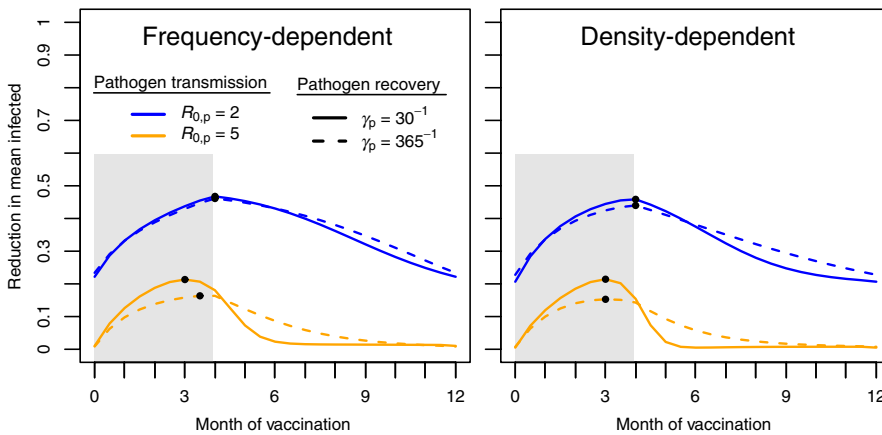 Frequency-dependent
Density-dependent
Pathogen transmission
Pathogen recovery
R0,p = 2
R0,p = 5
γp = 30⁻¹
γp = 365⁻¹
Reduction in mean infected
1
0.9
0.7
0.5
0.3
0.1
0
0 3 6 9 12
0 3 6 9 12
Month of vaccination
Month of vaccination